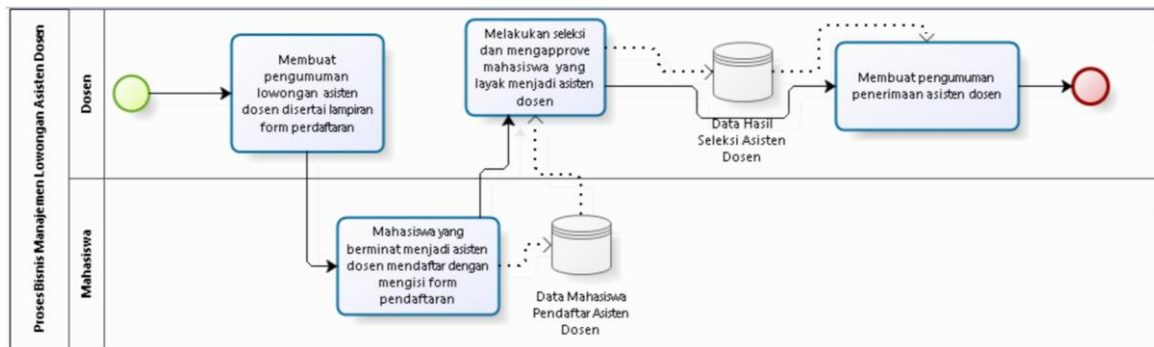 Proses Bisnis Manajemen Lowongan Asisten Dosen
Dosen
Membuat
pengumuman
lowongan asisten
dosen disertai lampiran
form perdaftaran
Melakukan seleksi
dan mengapprove
mahasiswa yang
layak menjadi asisten
dosen
Data Hasil
Seleksi Asisten
Dosen
Membuat pengumuman
penerimaan asisten dosen
Mahasiswa
Mahasiswa yang
berminat menjadi asisten
dosen mendaftar dengan
mengisi form
pendaftaran
Data Mahasiswa
Pendaftar Asisten
Dosen